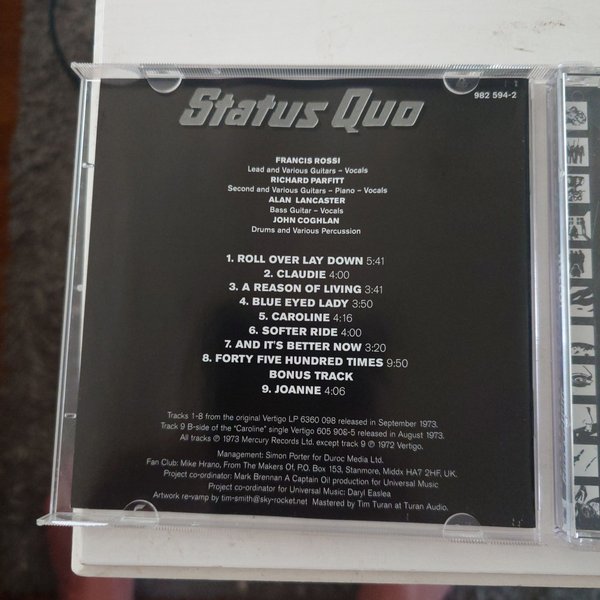 Status Quo
982 594-2
FRANCIS ROSSI
Lead and Various Guitars – Vocals
RICHARD PARFITT
Second and Various Guitars – Piano – Vocals
ALAN LANCASTER
Bass Guitar – Vocals
JOHN COGHLAN
Drums and Various Percussion
1. ROLL OVER LAY DOWN 5:41
2. CLAUDIE 4:00
3. A REASON OF LIVING 3:41
4. BLUE EYED LADY 3:50
5. CAROLINE 4:16
6. SOFTER RIDE 4:00
7. AND IT'S BETTER NOW 3:20
8. FORTY FIVE HUNDRED TIMES 9:50
BONUS TRACK
9. JOANNE 4:06
Tracks 1-8 from the original Vertigo LP 6360 098 released in September 1973.
Track 9 B-side of the "Caroline" single Vertigo 605 908-5 released in August 1973.
All tracks ℗ 1973 Mercury Records Ltd. except track 9 ℗ 1972 Vertigo.
Management: Simon Porter for Duroc Media Ltd.
Fan Club: Mike Hrano, From The Makers Of, P.O. Box 153, Stanmore, Middx HA7 2HF, UK.
Project co-ordinator: Mark Brennan A Captain Oil production for Universal Music
Project co-ordinator for Universal Music: Daryl Easlea
Artwork re-vamp by tim-smith@sky-rocket.net Mastered by Tim Turan at Turan Audio.